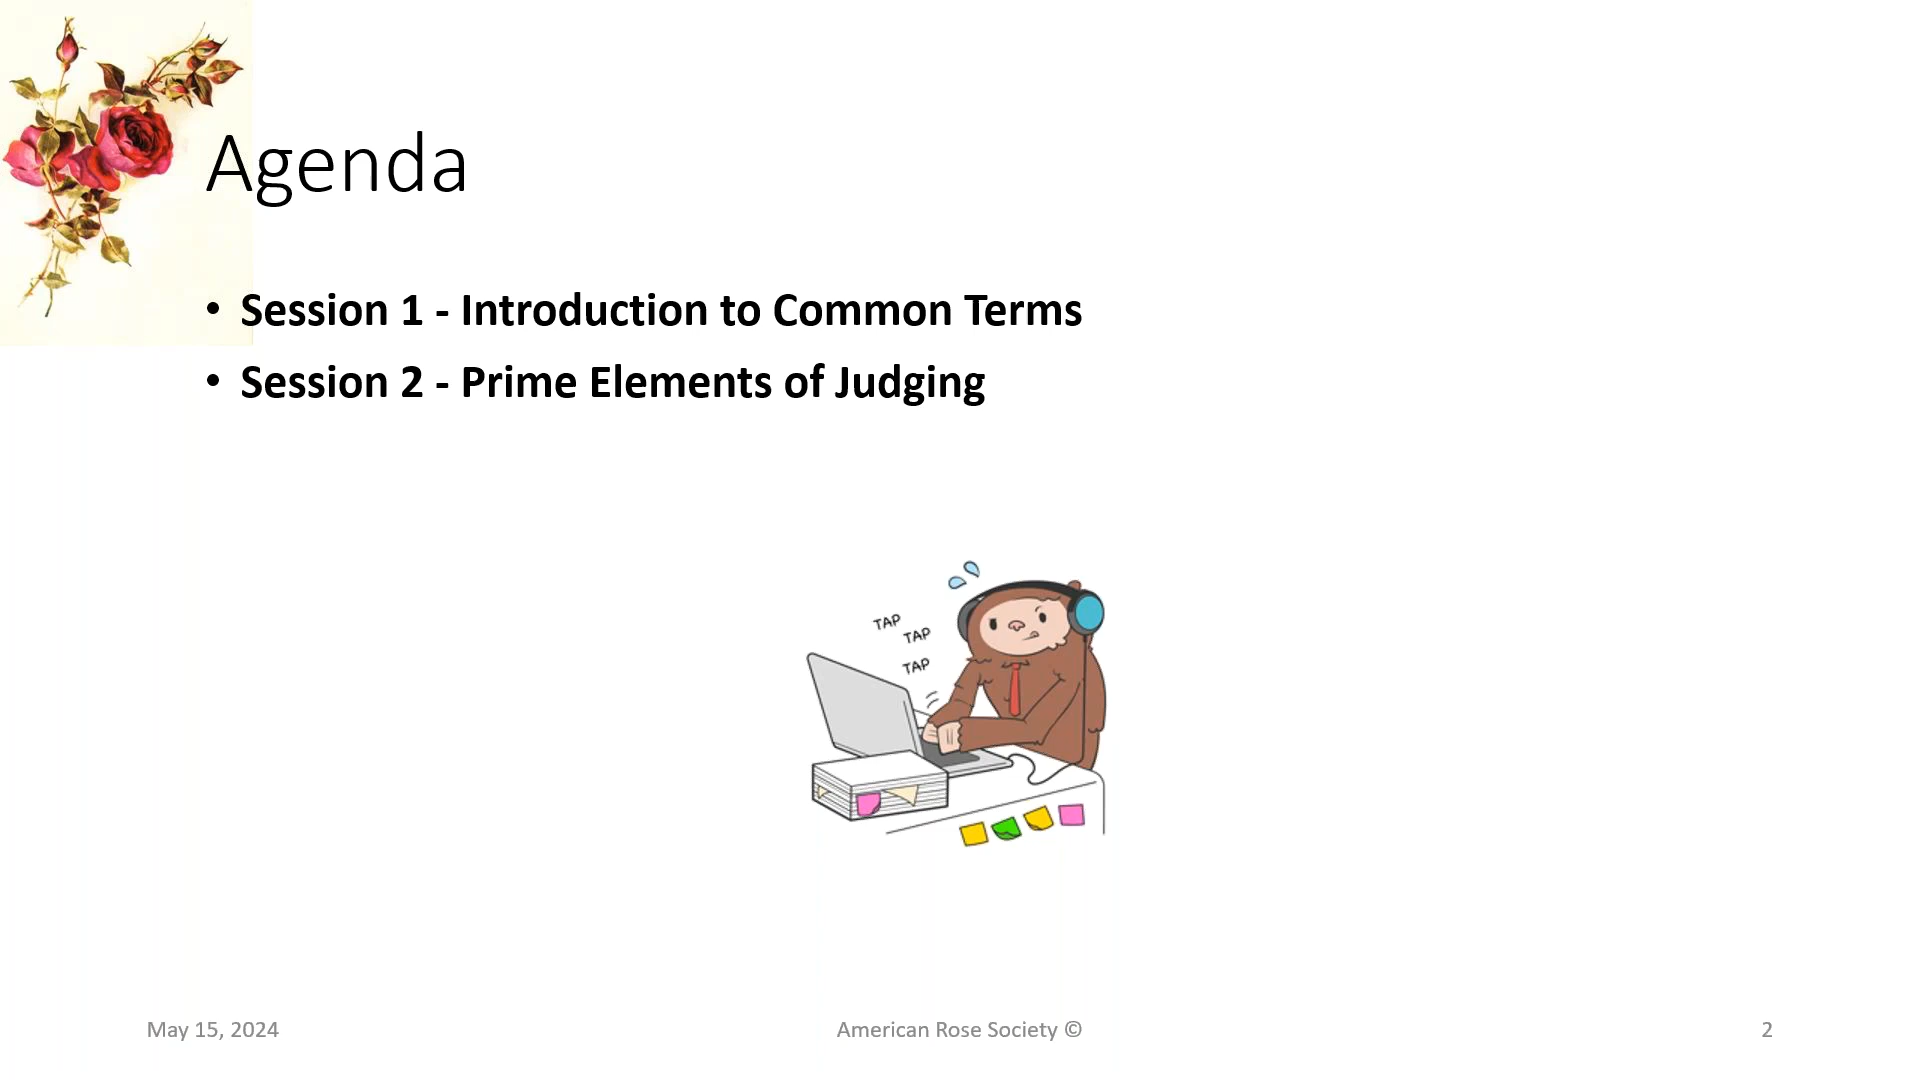 Agenda
• Session 1 - Introduction to Common Terms
• Session 2 - Prime Elements of Judging
TAP
TAP
TAP
May 15, 2024
American Rose Society ©
2